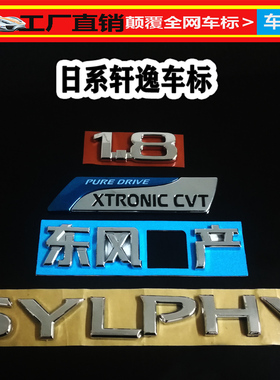 工厂直销 颠覆全网车标 车
日系轩逸车标
1.8
PURE DRIVE
XTRONIC CVT
东风 产
SYLPHY